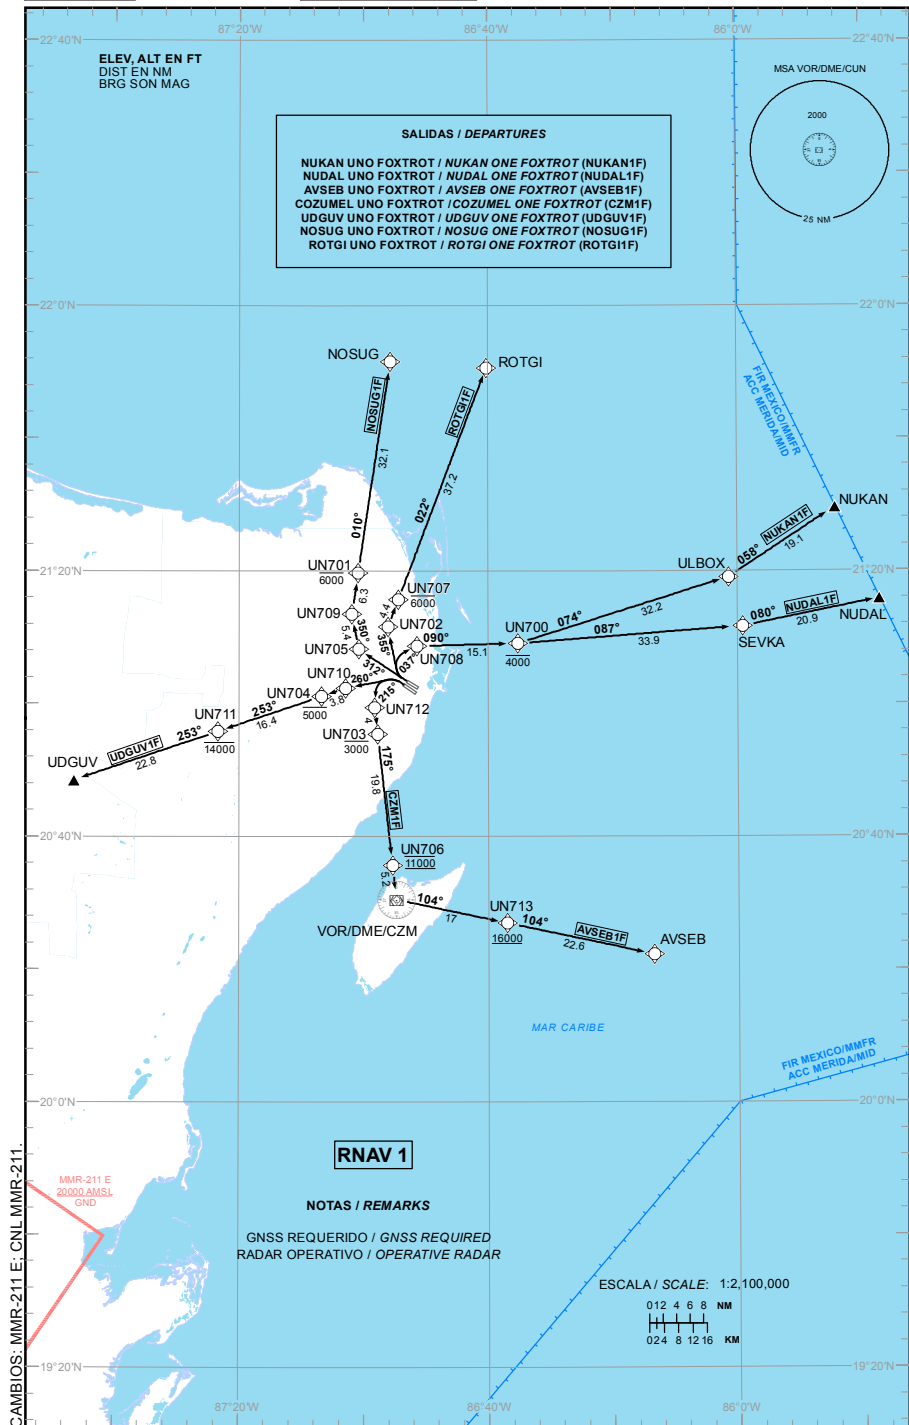 87°20'W
86°40'W
86°0'W
22°40'N
22°40'N
ELEV, ALT EN FT
DIST EN NM
BRG SON MAG
MSA VOR/DME/CUN
2000
25 NM
SALIDAS / DEPARTURES
NUKAN UNO FOXTROT / NUKAN ONE FOXTROT (NUKAN1F)
NUDAL UNO FOXTROT / NUDAL ONE FOXTROT (NUDAL1F)
AVSEB UNO FOXTROT / AVSEB ONE FOXTROT (AVSEB1F)
COZUMEL UNO FOXTROT / COZUMEL ONE FOXTROT (CZM1F)
UDGUV UNO FOXTROT / UDGUV ONE FOXTROT (UDGUV1F)
NOSUG UNO FOXTROT / NOSUG ONE FOXTROT (NOSUG1F)
ROTGI UNO FOXTROT / ROTGI ONE FOXTROT (ROTGI1F)
22°0'N
22°0'N
NOSUG
ROTGI
FIR MEXICO/MMFR
ACC MERIDA/MID
NOSUG1F
32.1
010°
ROTGI1F
37.2
022°
NUKAN
NUKAN1F
058°
19.1
21°20'N
21°20'N
ULBOX
UN701
6000
6.3
UN707
6000
4.4
NUDAL
NUDAL1F
080°
20.9
SEVKA
074°
32.2
087°
33.9
UN709
5.4
350°
UN702
355°
UN700
4000
090°
15.1
UN708
037°
UN705
312°
UN710
260°
3.8
UN704
5000
215°
UN712
4
253°
16.4
UN711
14000
253°
UDGUV1F
22.8
UDGUV
UN703
3000
175°
19.8
CZM1F
20°40'N
20°40'N
UN706
11000
5.2
VOR/DME/CZM
104°
17
UN713
16000
104°
AVSEB1F
22.6
AVSEB
MAR CARIBE
FIR MEXICO/MMFR
ACC MERIDA/MID
20°0'N
20°0'N
RNAV 1
MMR-211 E
20000 AMSL
GND
NOTAS / REMARKS
GNSS REQUERIDO / GNSS REQUIRED
RADAR OPERATIVO / OPERATIVE RADAR
ESCALA / SCALE: 1:2,100,000
0 1 2 4 6 8 NM
0 2 4 8 12 16 KM
19°20'N
19°20'N
87°20'W
86°40'W
86°0'W
CAMBIOS: MMR-211 E; CNL MMR-211.